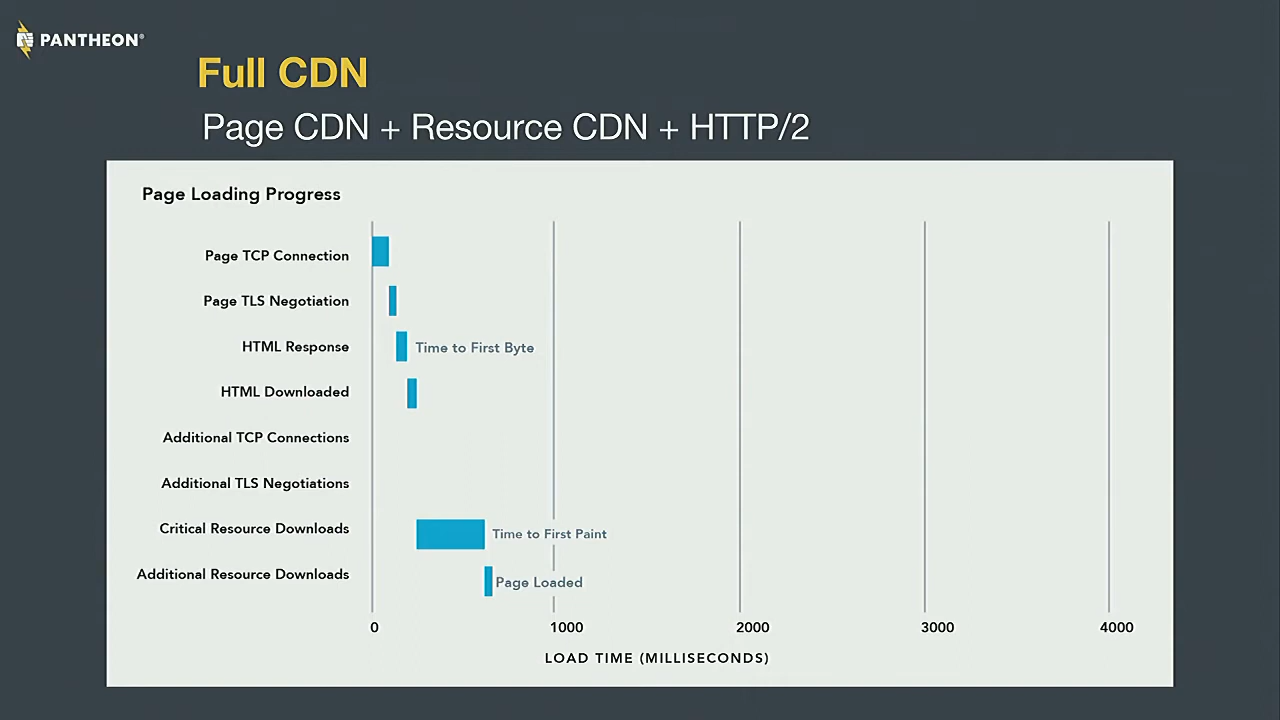 PANTHEON®
Full CDN
Page CDN + Resource CDN + HTTP/2
Page Loading Progress
Page TCP Connection
Page TLS Negotiation
HTML Response
Time to First Byte
HTML Downloaded
Additional TCP Connections
Additional TLS Negotiations
Critical Resource Downloads
Time to First Paint
Additional Resource Downloads
Page Loaded
0 1000 2000 3000 4000
LOAD TIME (MILLISECONDS)